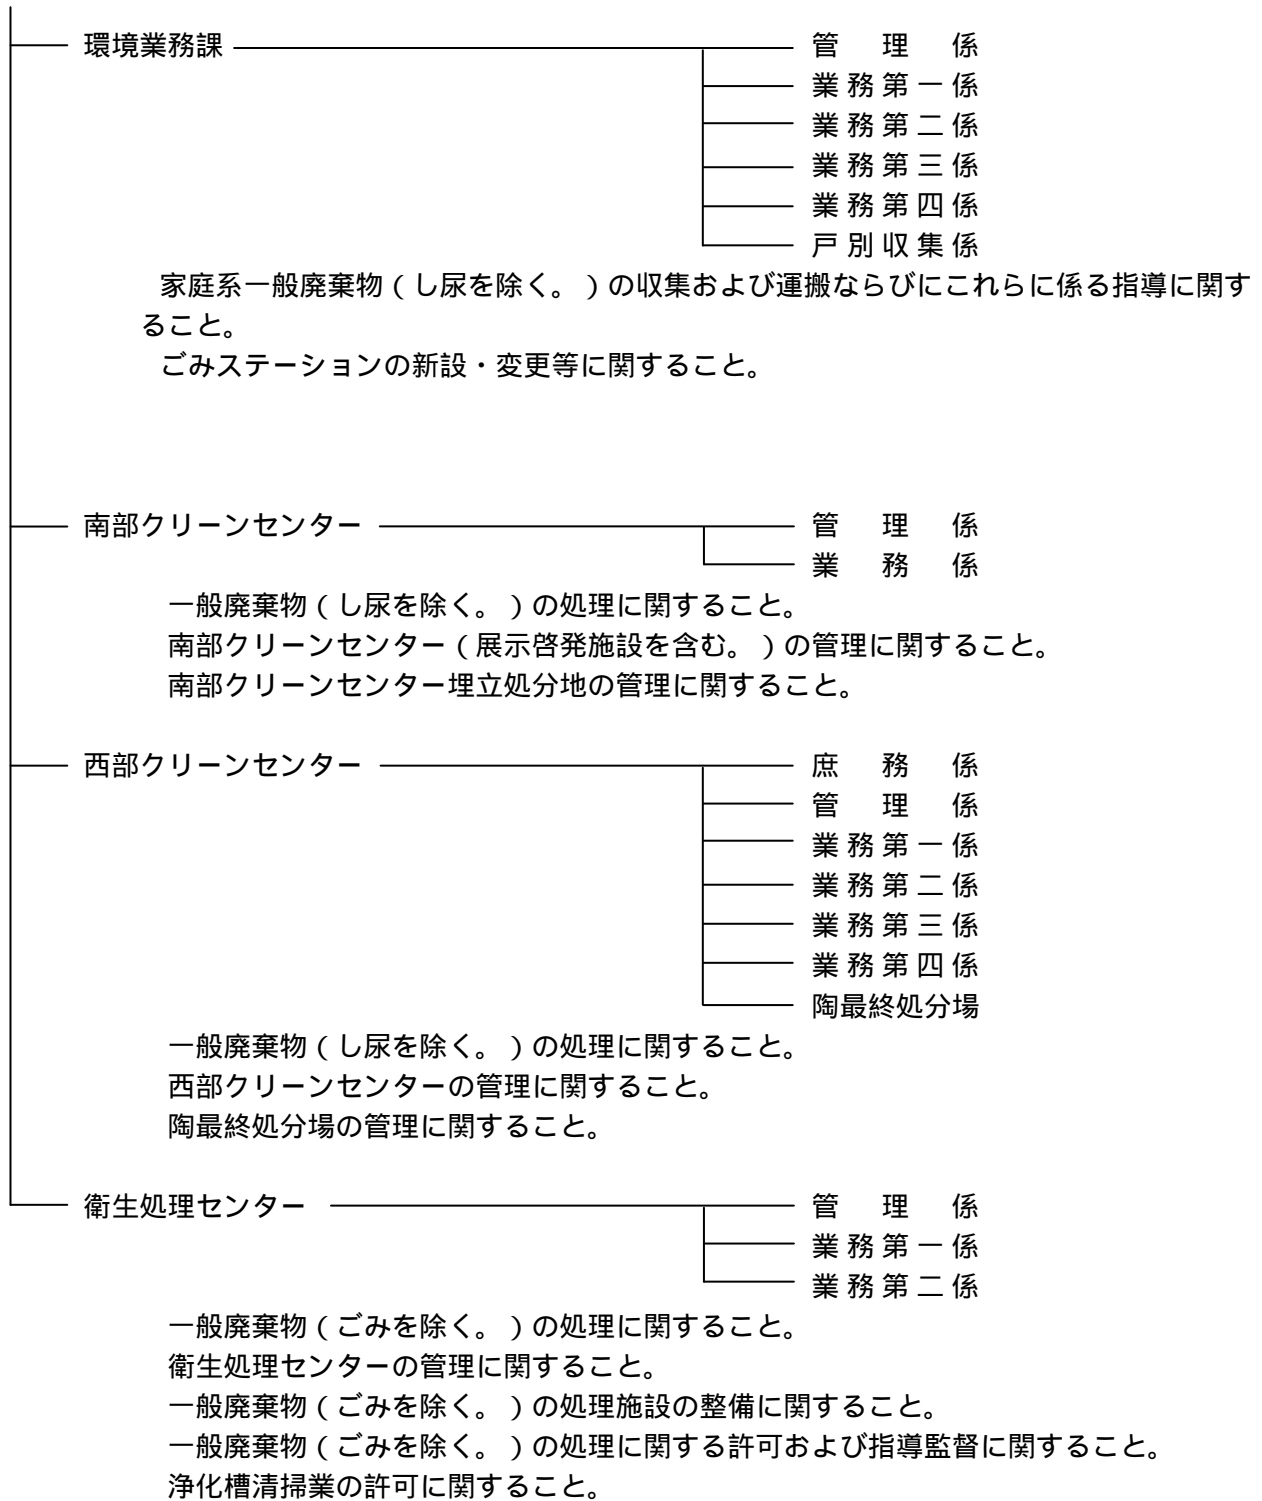 環境業務課 管理係
業務第一係
業務第二係
業務第三係
業務第四係
戸別収集係
家庭系一般廃棄物（し尿を除く。）の収集および運搬ならびにこれらに係る指導に関す
ること。
ごみステーションの新設・変更等に関すること。
南部クリーンセンター 管理係
業務係
一般廃棄物（し尿を除く。）の処理に関すること。
南部クリーンセンター（展示啓発施設を含む。）の管理に関すること。
南部クリーンセンター埋立処分地の管理に関すること。
西部クリーンセンター 庶務係
管理係
業務第一係
業務第二係
業務第三係
業務第四係
陶最終処分場
一般廃棄物（し尿を除く。）の処理に関すること。
西部クリーンセンターの管理に関すること。
陶最終処分場の管理に関すること。
衛生処理センター 管理係
業務第一係
業務第二係
一般廃棄物（ごみを除く。）の処理に関すること。
衛生処理センターの管理に関すること。
一般廃棄物（ごみを除く。）の処理施設の整備に関すること。
一般廃棄物（ごみを除く。）の処理に関する許可および指導監督に関すること。
浄化槽清掃業の許可に関すること。